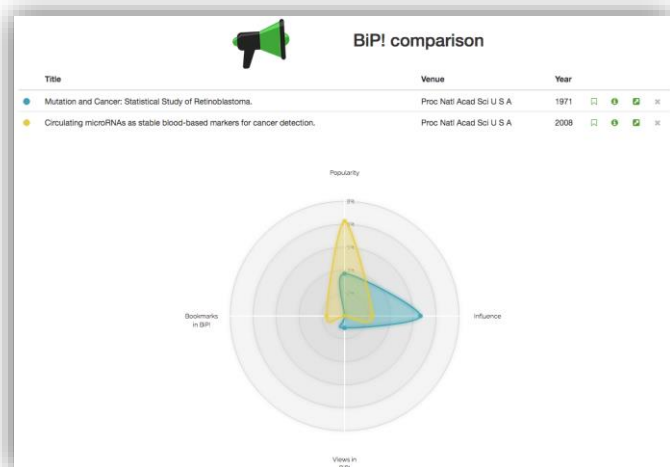 BiP! comparison
Title Venue Year
Mutation and Cancer: Statistical Study of Retinoblastoma. Proc Natl Acad Sci U S A 1971
Circulating microRNAs as stable blood-based markers for cancer detection. Proc Natl Acad Sci U S A 2008
Popularity
Bookmarks
in BiP!
Influence
Views in